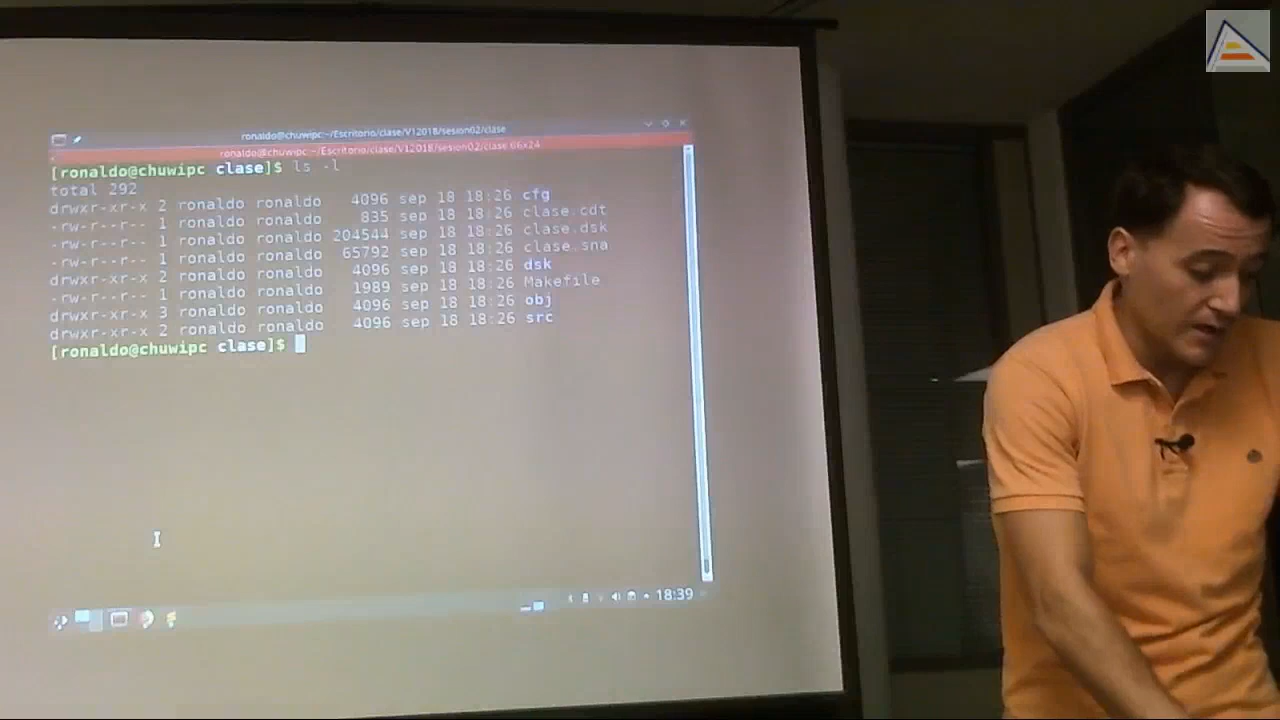 ronaldo@chuwipc:~/Escritorio/clase/V12018/sesion02/clase
ronaldo@chuwipc:~/Escritorio/clase/V12018/sesion02/clase 66x24
[ronaldo@chuwipc clase]$ ls -l
total 292
drwxr-xr-x 2 ronaldo ronaldo 4096 sep 18 18:26 cfg
-rw-r--r-- 1 ronaldo ronaldo 835 sep 18 18:26 clase.cdt
-rw-r--r-- 1 ronaldo ronaldo 204544 sep 18 18:26 clase.dsk
-rw-r--r-- 1 ronaldo ronaldo 65792 sep 18 18:26 clase.sna
drwxr-xr-x 2 ronaldo ronaldo 4096 sep 18 18:26 dsk
-rw-r--r-- 1 ronaldo ronaldo 1989 sep 18 18:26 Makefile
drwxr-xr-x 3 ronaldo ronaldo 4096 sep 18 18:26 obj
drwxr-xr-x 2 ronaldo ronaldo 4096 sep 18 18:26 src
[ronaldo@chuwipc clase]$
18:39